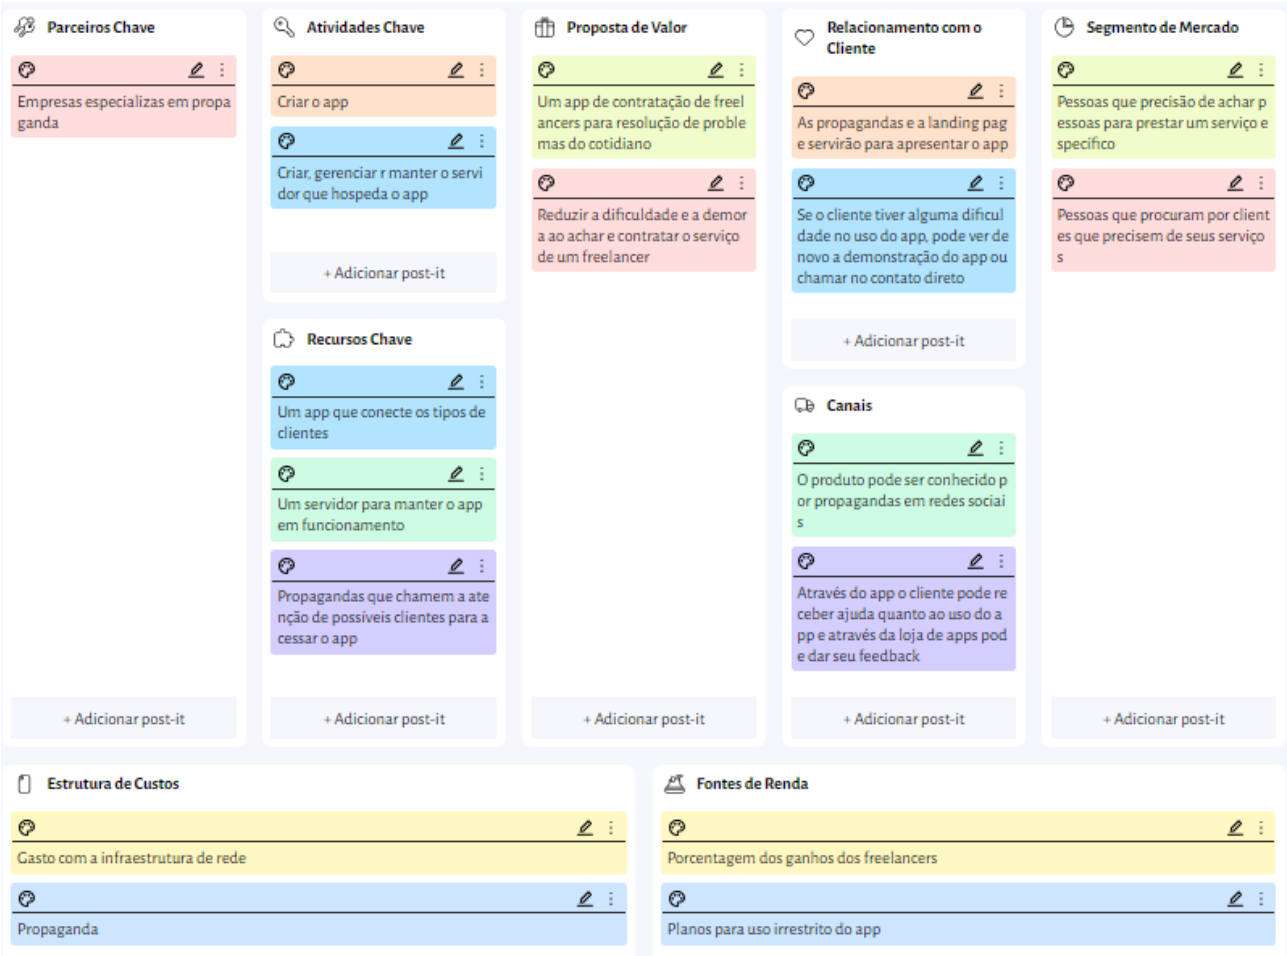 Parceiros Chave
Empresas especializas em propa
ganda
+ Adicionar post-it
Atividades Chave
Criar o app
Criar, gerenciar r manter o servi
dor que hospeda o app
+ Adicionar post-it
Recursos Chave
Um app que conecte os tipos de
clientes
Um servidor para manter o app
em funcionamento
Propagandas que chamem a ate
nção de possíveis clientes para a
cessar o app
+ Adicionar post-it
Proposta de Valor
Um app de contratação de freel
ancers para resolução de proble
mas do cotidiano
Reduzir a dificuldade e a demor
a ao achar e contratar o serviço
de um freelancer
+ Adicionar post-it
Relacionamento com o
Cliente
As propagandas e a landing pag
e servirão para apresentar o app
Se o cliente tiver alguma dificul
dade no uso do app, pode ver de
novo a demonstração do app ou
chamar no contato direto
+ Adicionar post-it
Canais
O produto pode ser conhecido p
or propagandas em redes sociai
s
Através do app o cliente pode re
ceber ajuda quanto ao uso do a
pp e através da loja de apps pod
e dar seu feedback
+ Adicionar post-it
Segmento de Mercado
Pessoas que precisão de achar p
essoas para prestar um serviço e
specífico
Pessoas que procuram por client
es que precisem de seus serviço
s
+ Adicionar post-it
Estrutura de Custos
Gasto com a infraestrutura de rede
Propaganda
Fontes de Renda
Porcentagem dos ganhos dos freelancers
Planos para uso irrestrito do app